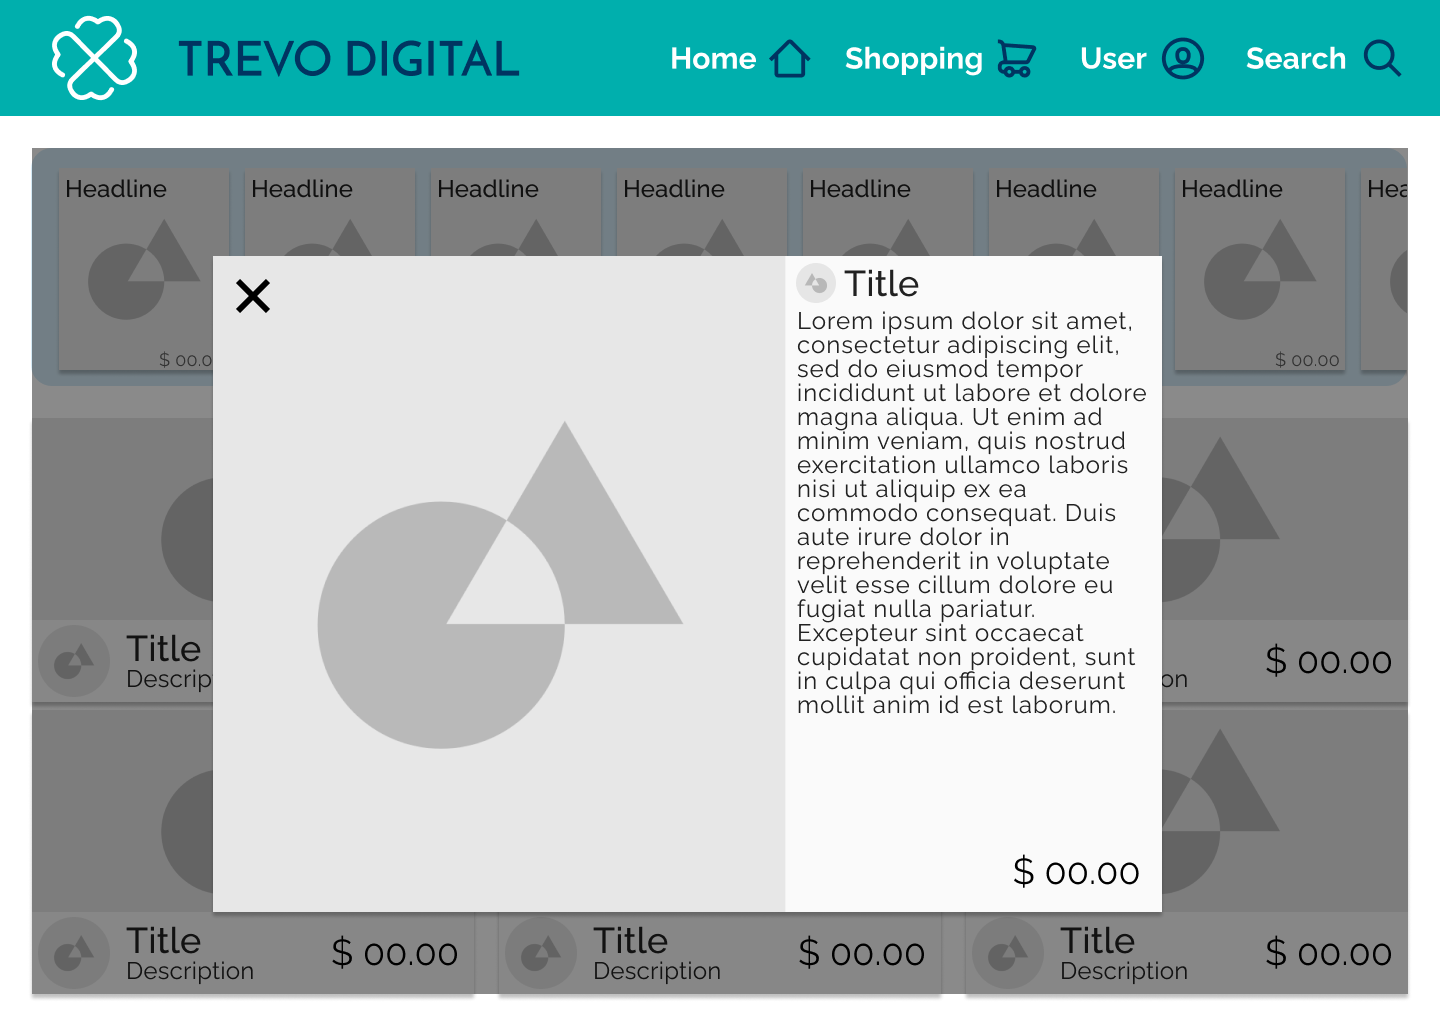 TREVO DIGITAL
Home
Shopping
User
Search
Headline
Headline
Headline
Headline
Headline
Headline
Headline
Hea
$ 00.0
$ 00.00
Title
Lorem ipsum dolor sit amet,
consectetur adipiscing elit,
sed do eiusmod tempor
incididunt ut labore et dolore
magna aliqua. Ut enim ad
minim veniam, quis nostrud
exercitation ullamco laboris
nisi ut aliquip ex ea
commodo consequat. Duis
aute irure dolor in
reprehenderit in voluptate
velit esse cillum dolore eu
fugiat nulla pariatur.
Excepteur sint occaecat
cupidatat non proident, sunt
in culpa qui officia deserunt
mollit anim id est laborum.
$ 00.00
Title
Descrip
on
$ 00.00
Title
Description
$ 00.00
Title
Description
$ 00.00
Title
Description
$ 00.00